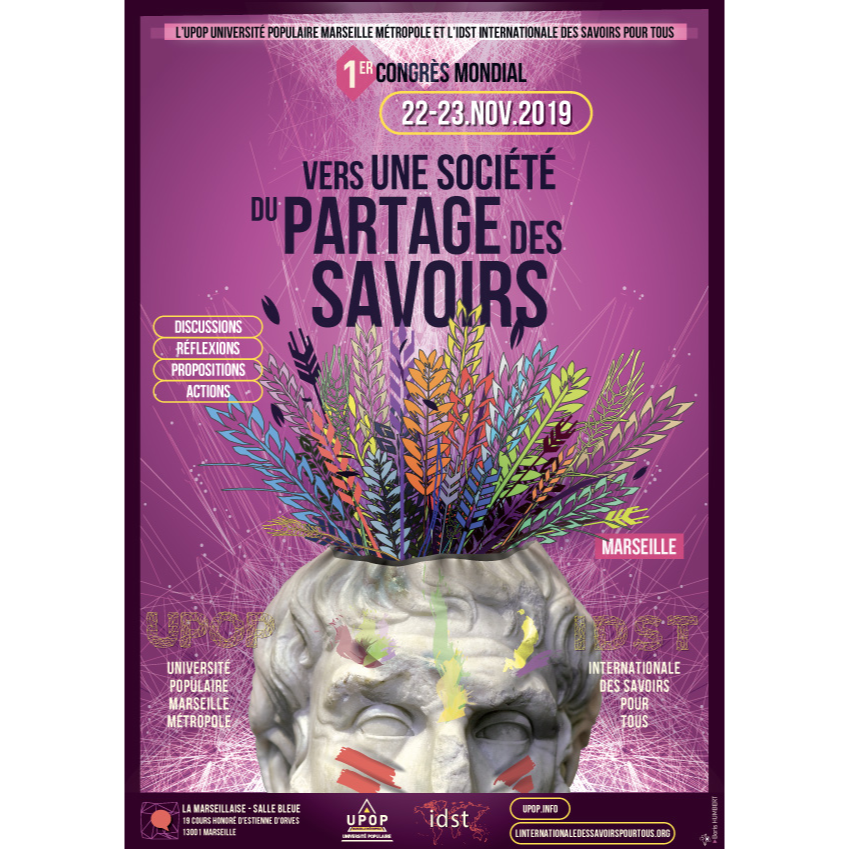 L'UPOP UNIVERSITÉ POPULAIRE MARSEILLE MÉTROPOLE ET L'IDST INTERNATIONALE DES SAVOIRS POUR TOUS
1ER CONGRÈS MONDIAL
22-23.NOV.2019
VERS UNE SOCIÉTÉ
DU PARTAGE DES
SAVOIRS
DISCUSSIONS
RÉFLEXIONS
PROPOSITIONS
ACTIONS
MARSEILLE
UPOP
UNIVERSITÉ
POPULAIRE
MARSEILLE
MÉTROPOLE
IDST
INTERNATIONALE
DES SAVOIRS
POUR
TOUS
LA MARSEILLAISE - SALLE BLEUE
19 COURS HONORÉ D'ESTIENNE D'ORVES
13001 MARSEILLE
UPOP
UNIVERSITÉ POPULAIRE
idst
UPOP.INFO
LINTERNATIONALEDESSAVOIRSPOURTOUS.ORG